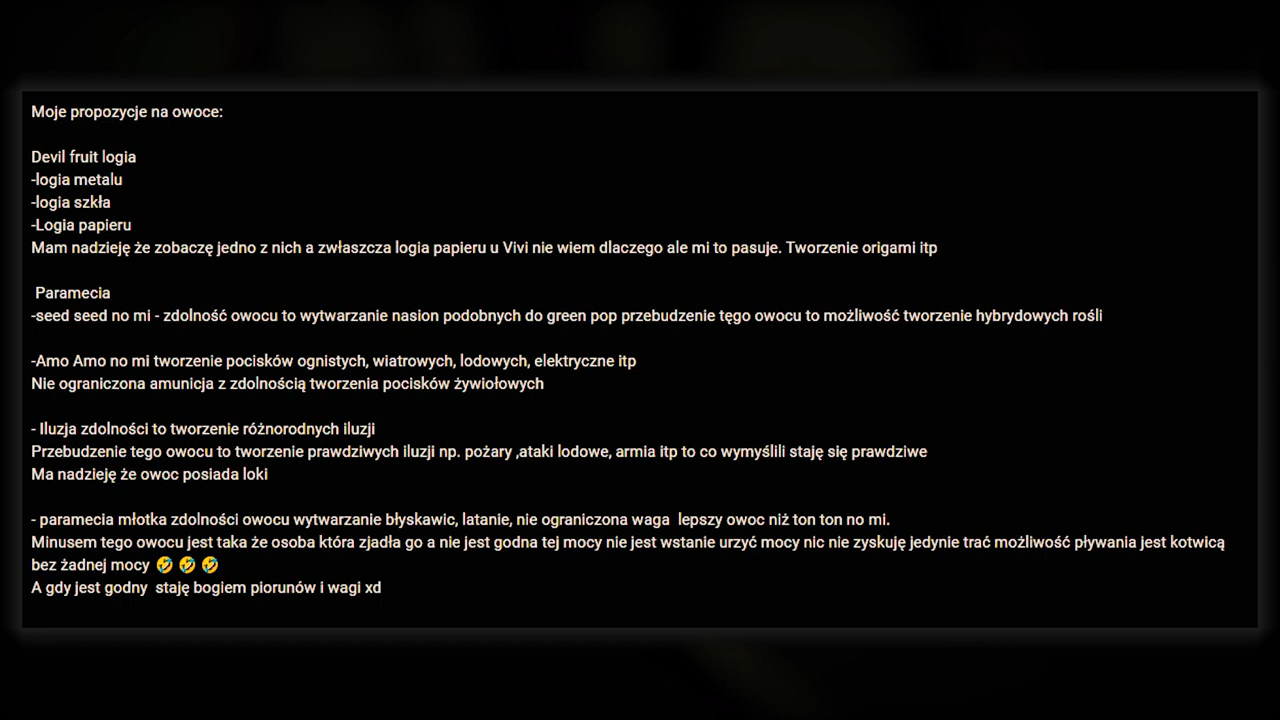 Moje propozycje na owoce:
Devil fruit logia
-logia metalu
-logia szkła
-Logia papieru
Mam nadzieję że zobaczę jedno z nich a zwłaszcza logia papieru u Vivi nie wiem dlaczego ale mi to pasuje. Tworzenie origami itp
Paramecia
-seed seed no mi - zdolność owocu to wytwarzanie nasion podobnych do green pop przebudzenie tęgo owocu to możliwość tworzenie hybrydowych rośli
-Amo Amo no mi tworzenie pocisków ognistych, wiatrowych, lodowych, elektryczne itp
Nie ograniczona amunicja z zdolnością tworzenia pocisków żywiołowych
- Iluzja zdolności to tworzenie różnorodnych iluzji
Przebudzenie tego owocu to tworzenie prawdziwych iluzji np. pożary ,ataki lodowe, armia itp to co wymyślili staję się prawdziwe
Ma nadzieję że owoc posiada loki
- paramecia młotka zdolności owocu wytwarzanie błyskawic, latanie, nie ograniczona waga  lepszy owoc niż ton ton no mi.
Minusem tego owocu jest taka że osoba która zjadła go a nie jest godna tej mocy nie jest wstanie urzyć mocy nic nie zyskuję jedynie trać możliwość pływania jest kotwicą
bez żadnej mocy 🤣 🤣 🤣
A gdy jest godny  staję bogiem piorunów i wagi xd